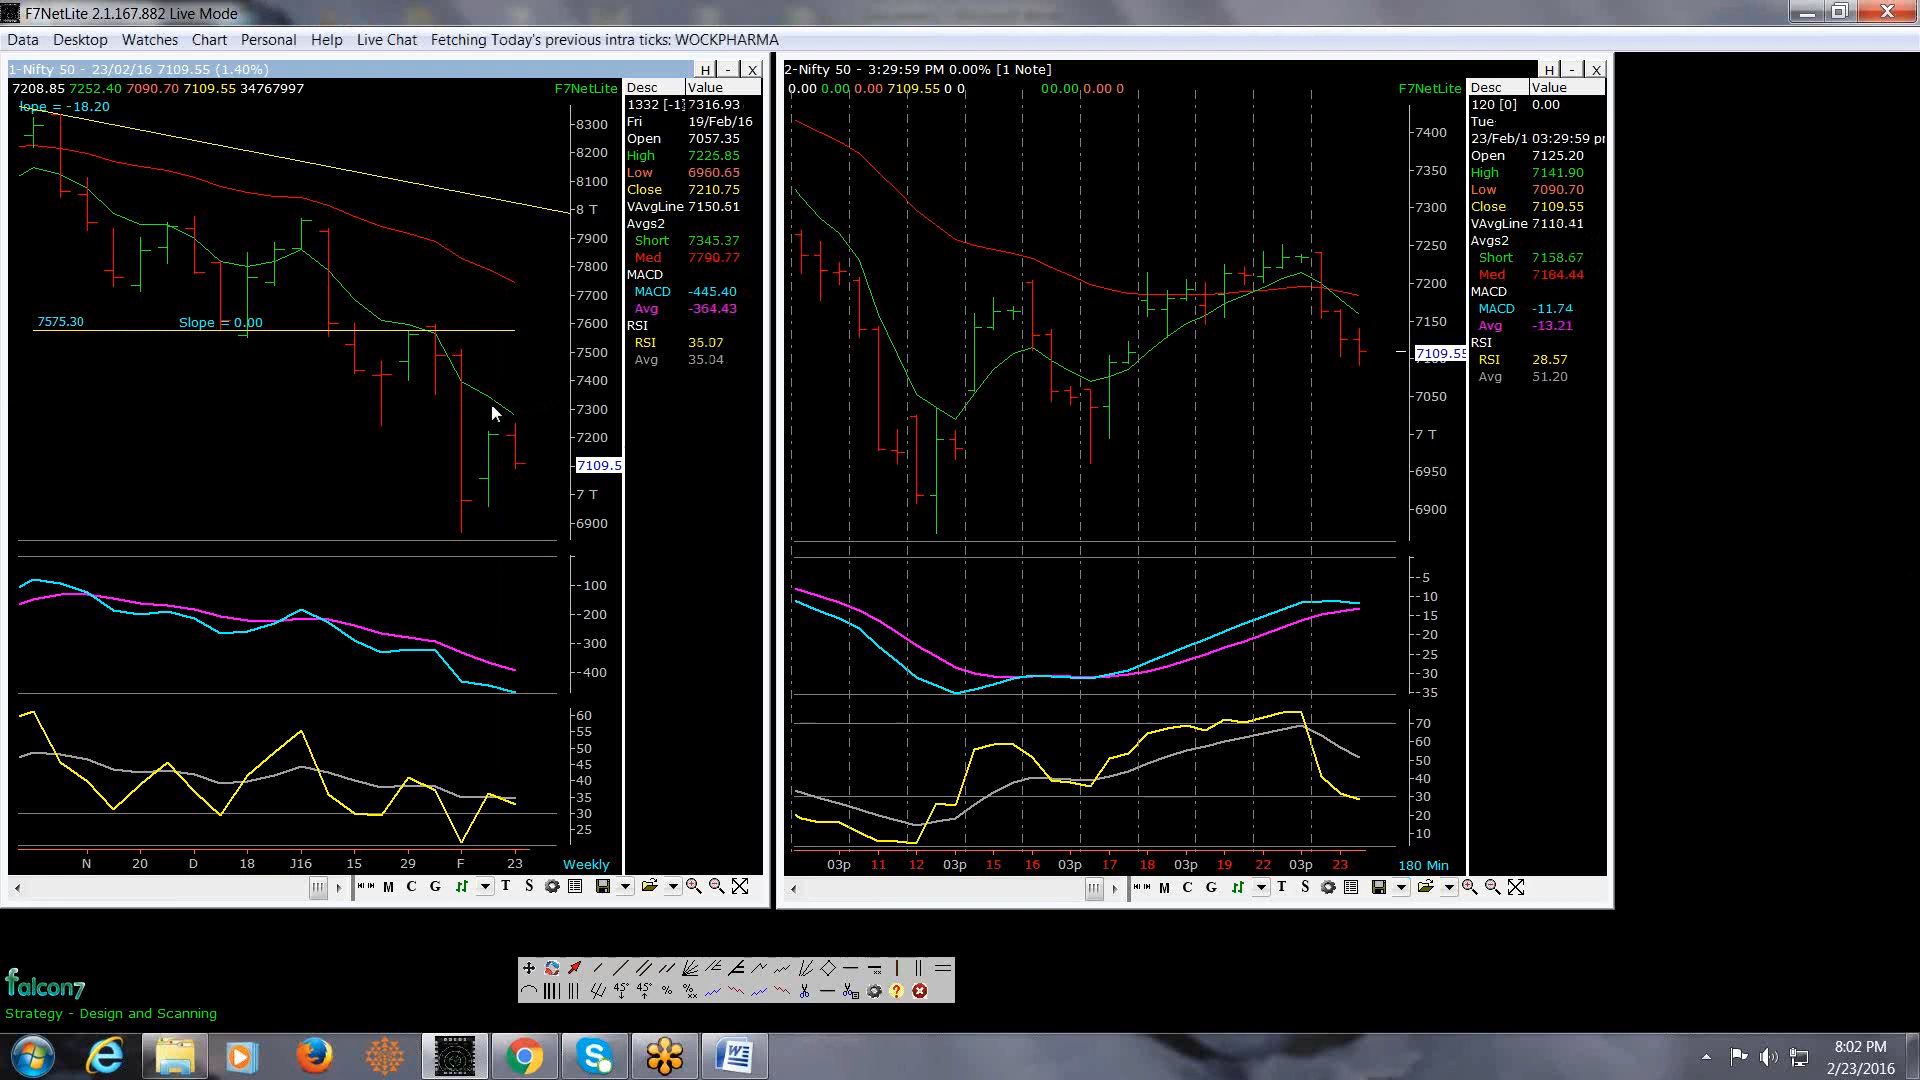 F7NetLite 2.1.167.882 Live Mode
Data Desktop Watches Chart Personal Help Live Chat Fetching Today's previous intra ticks: WOCKPHARMA
1-Nifty 50 - 23/02/16 7109.55 (1.40%)
H - X
7208.85 7252.40 7090.70 7109.55 34767997
F7NetLite
lope = -18.20
8300
8200
8100
8 T
7900
7800
7700
7600
7500
7400
7300
7200
7109.5
7 T
6900
7575.30 Slope = 0.00
-100
-200
-300
-400
60
55
50
45
40
35
30
25
N 20 D 18 J16 15 29 F 23 Weekly
Desc Value
1332 [-1] 7316.93
Fri 19/Feb/16
Open 7057.35
High 7225.85
Low 6960.65
Close 7210.75
VAvgLine 7150.51
Avgs2
Short 7345.37
Med 7790.77
MACD
MACD -445.40
Avg -364.43
RSI
RSI 35.07
Avg 35.04
M C G T S
2-Nifty 50 - 3:29:59 PM 0.00% [1 Note]
H - X
0.00 0.00 0.00 7109.55 0 0 00.00 0.00 0
F7NetLite
7400
7350
7300
7250
7200
7150
7109.55
7050
7 T
6950
6900
-5
-10
-15
-20
-25
-30
-35
70
60
50
40
30
20
10
03p 11 12 03p 15 16 03p 17 18 03p 19 22 03p 23 180 Min
Desc Value
120 [0] 0.00
Tue
23/Feb/1 03:29:59 p
Open 7125.20
High 7141.90
Low 7090.70
Close 7109.55
VAvgLine 7110.41
Avgs2
Short 7158.67
Med 7184.44
MACD
MACD -11.74
Avg -13.21
RSI
RSI 28.57
Avg 51.20
M C G T S
falcon7
Strategy - Design and Scanning
45° 45° % %
8:02 PM
2/23/2016